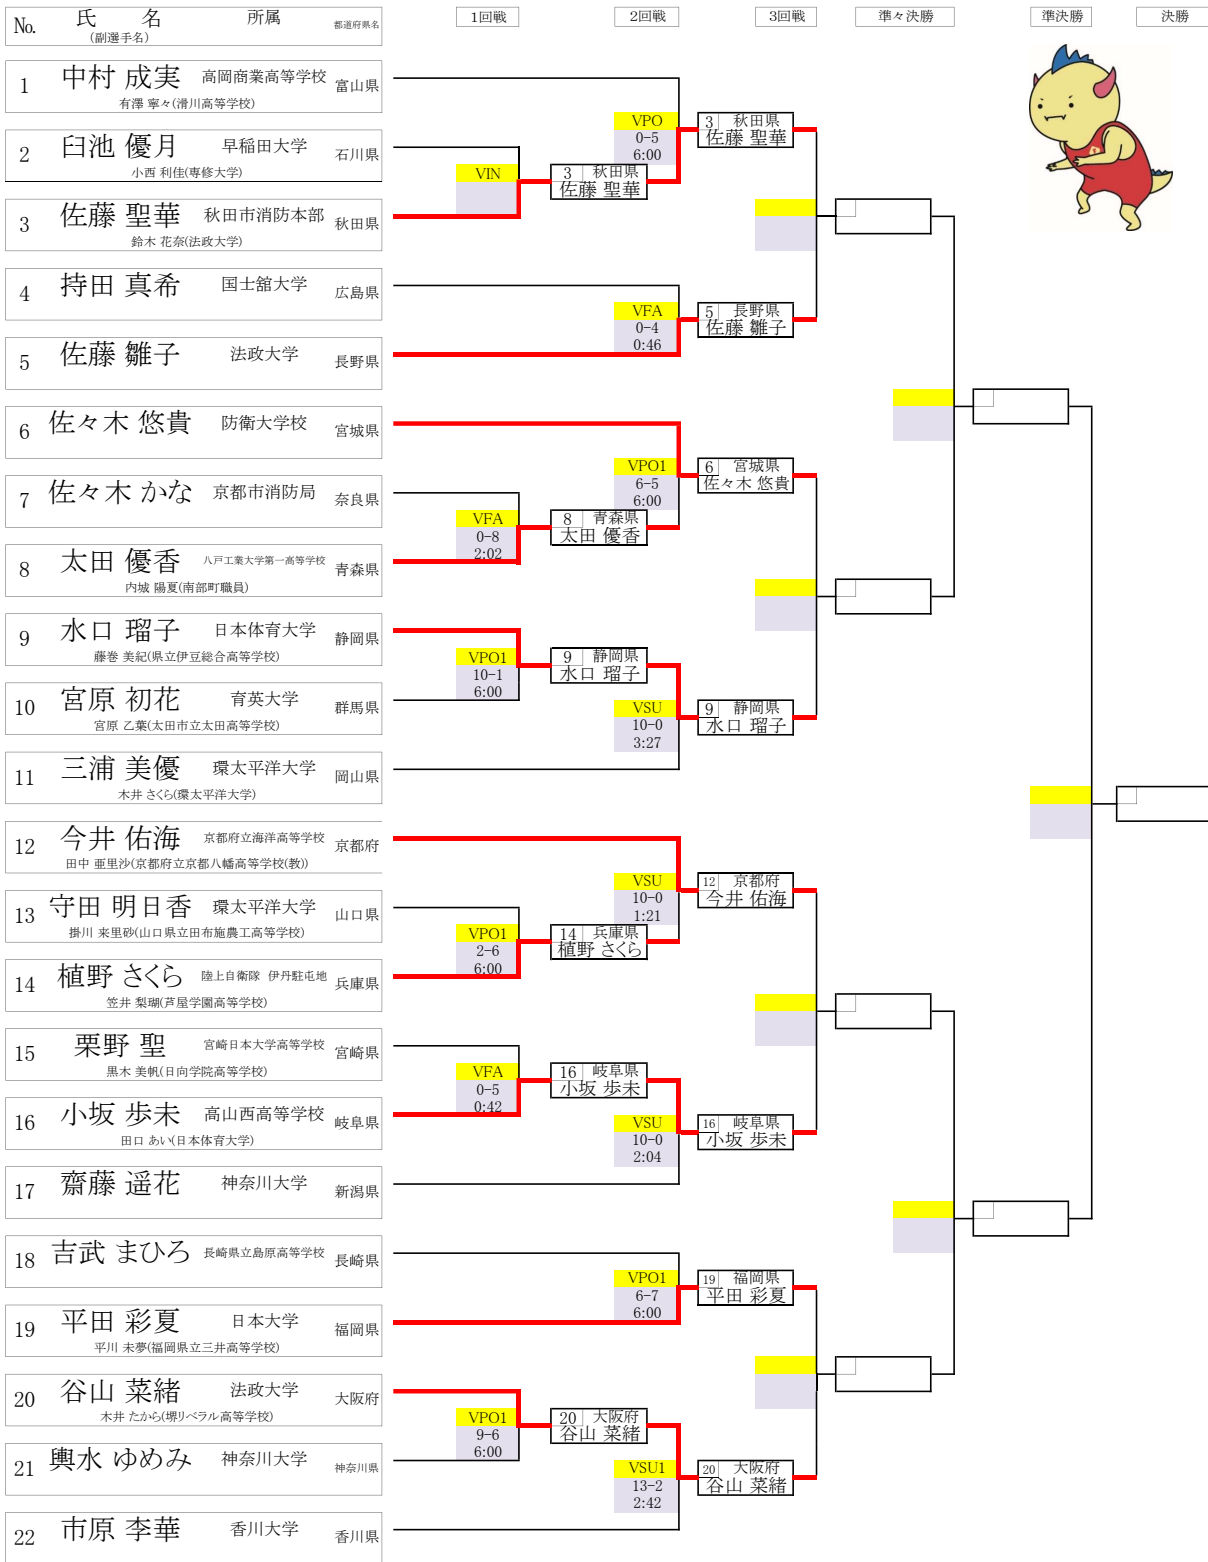 No. 氏 名 所属 都道府県名
(副選手名)
1回戦 2回戦 3回戦 準々決勝 準決勝 決勝
1 中村 成実 高岡商業高等学校 富山県
有澤 寧々(滑川高等学校)
2 臼池 優月 早稲田大学 石川県
小西 利佳(専修大学)
3 佐藤 聖華 秋田市消防本部 秋田県
鈴木 花奈(法政大学)
4 持田 真希 国士舘大学 広島県
5 佐藤 雛子 法政大学 長野県
6 佐々木 悠貴 防衛大学校 宮城県
7 佐々木 かな 京都市消防局 奈良県
8 太田 優香 八戸工業大学第一高等学校 青森県
内城 陽夏(南部町職員)
9 水口 瑠子 日本体育大学 静岡県
藤巻 美紀(県立伊豆総合高等学校)
10 宮原 初花 育英大学 群馬県
宮原 乙葉(太田市立太田高等学校)
11 三浦 美優 環太平洋大学 岡山県
木井 さくら(環太平洋大学)
12 今井 佑海 京都府立海洋高等学校 京都府
田中 亜里沙(京都府立京都八幡高等学校(教))
13 守田 明日香 環太平洋大学 山口県
掛川 来里砂(山口県立田布施農工高等学校)
14 植野 さくら 陸上自衛隊 伊丹駐屯地 兵庫県
笠井 梨瑚(芦屋学園高等学校)
15 栗野 聖 宮崎日本大学高等学校 宮崎県
黒木 美帆(日向学院高等学校)
16 小坂 歩未 高山西高等学校 岐阜県
田口 あい(日本体育大学)
17 齋藤 遥花 神奈川大学 新潟県
18 吉武 まひろ 長崎県立島原高等学校 長崎県
19 平田 彩夏 日本大学 福岡県
平川 未夢(福岡県立三井高等学校)
20 谷山 菜緒 法政大学 大阪府
木井 たから(堺リベラル高等学校)
21 輿水 ゆめみ 神奈川大学 神奈川県
22 市原 李華 香川大学 香川県
VIN
3 秋田県
佐藤 聖華
VFA
0-8
2:02
8 青森県
太田 優香
VPO1
10-1
6:00
9 静岡県
水口 瑠子
VPO1
2-6
6:00
14 兵庫県
植野 さくら
VFA
0-5
0:42
16 岐阜県
小坂 歩未
VPO1
9-6
6:00
20 大阪府
谷山 菜緒
VPO
0-5
6:00
3 秋田県
佐藤 聖華
VFA
0-4
0:46
5 長野県
佐藤 雛子
VPO1
6-5
6:00
6 宮城県
佐々木 悠貴
VSU
10-0
3:27
9 静岡県
水口 瑠子
VSU
10-0
1:21
12 京都府
今井 佑海
VSU
10-0
2:04
16 岐阜県
小坂 歩未
VPO1
6-7
6:00
19 福岡県
平田 彩夏
VSU1
13-2
2:42
20 大阪府
谷山 菜緒